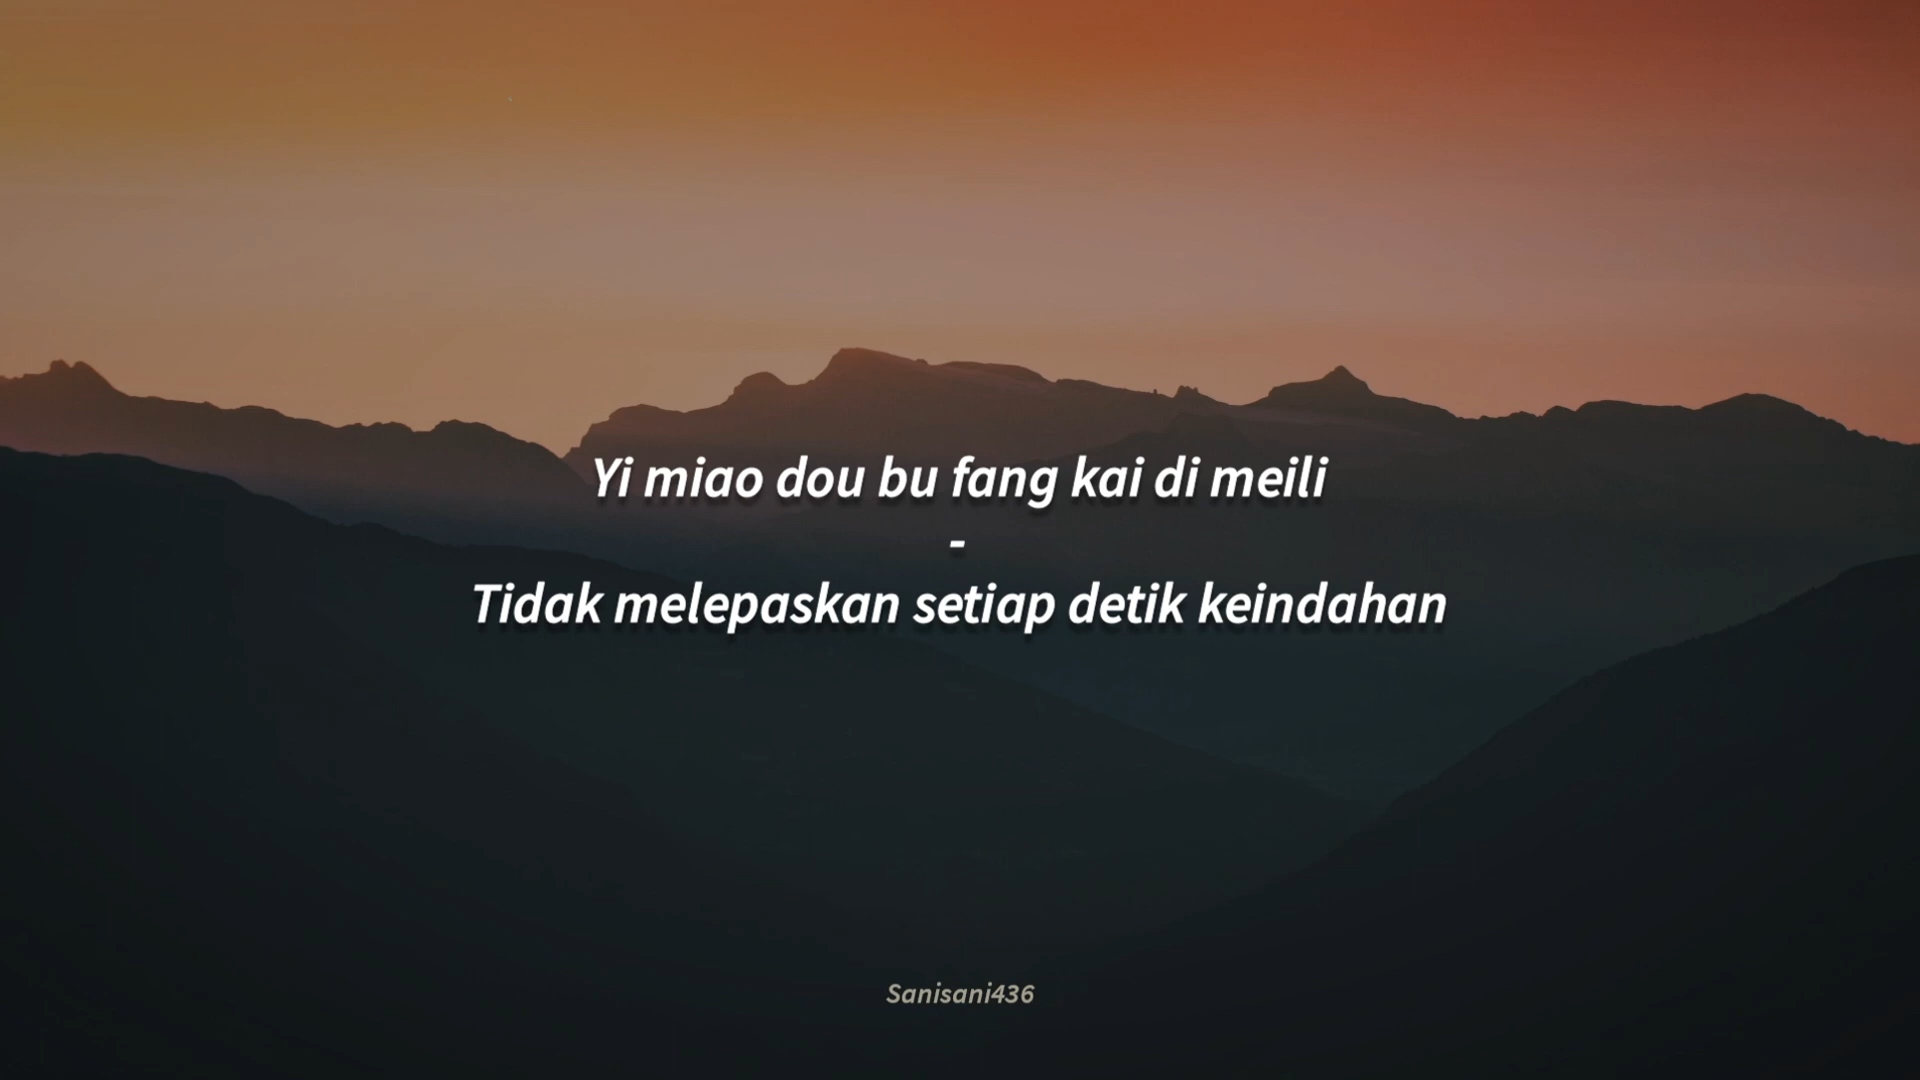 Yi miao dou bu fang kai di meili
-
Tidak melepaskan setiap detik keindahan
Sanisani436